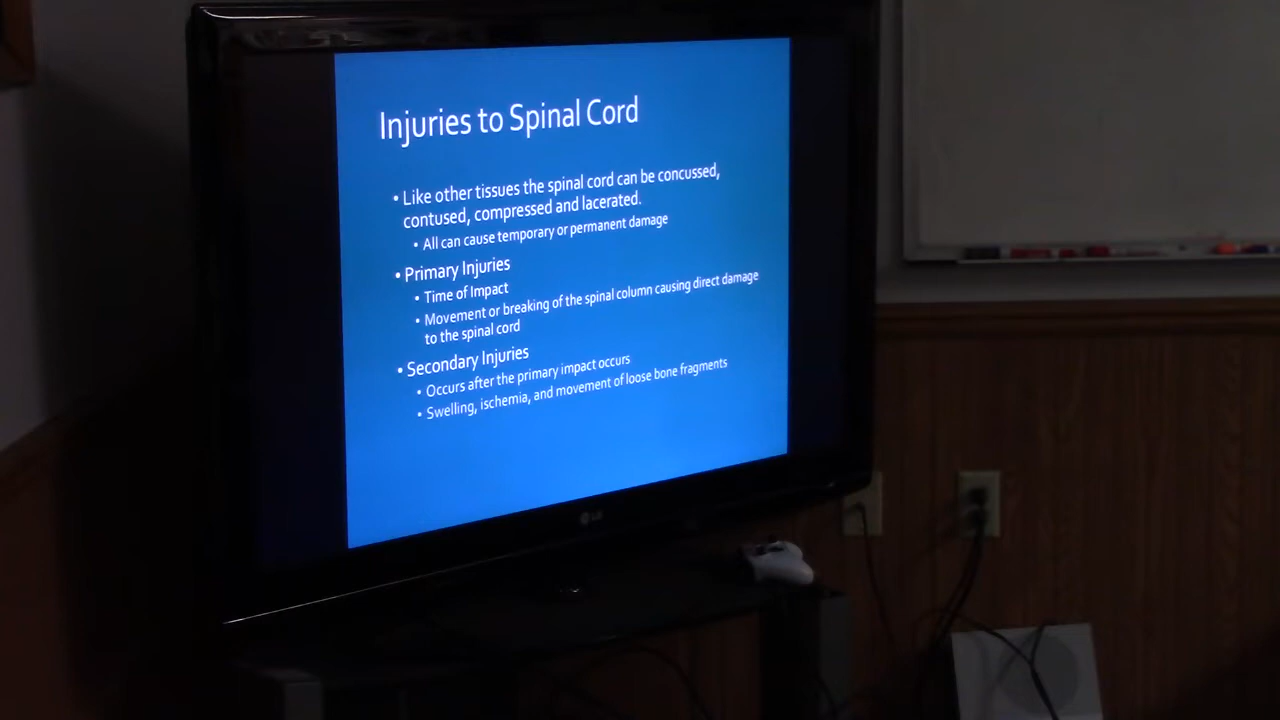 Injuries to Spinal Cord
• Like other tissues the spinal cord can be concussed,
contused, compressed and lacerated.
• All can cause temporary or permanent damage
• Primary Injuries
• Time of Impact
• Movement or breaking of the spinal column causing direct damage
to the spinal cord
• Secondary Injuries
• Occurs after the primary impact occurs
• Swelling, ischemia, and movement of loose bone fragments
LG